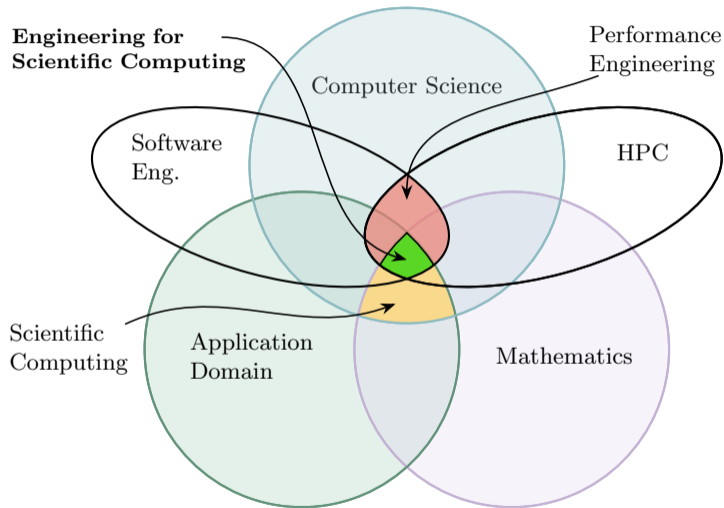 Engineering for
Scientific Computing
Performance
Engineering
Computer Science
Software
Eng.
HPC
Scientific
Computing
Application
Domain
Mathematics